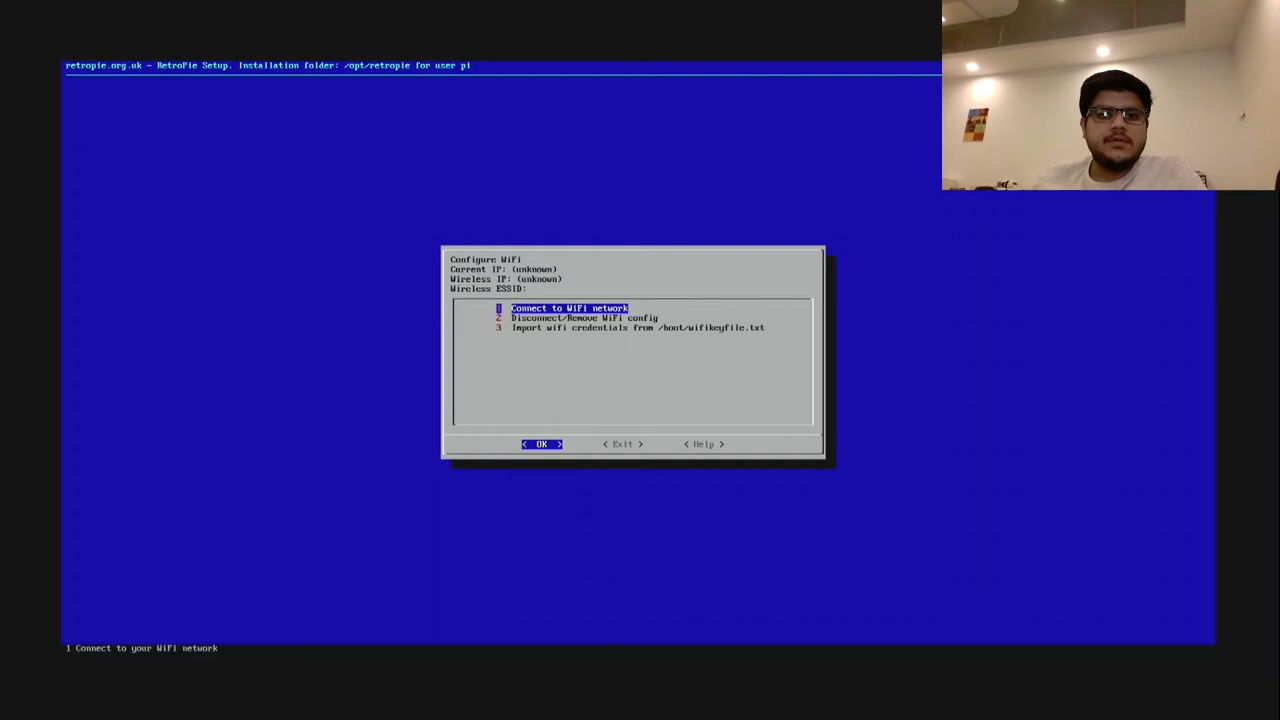 retropie.org.uk - RetroPie Setup. Installation folder: /opt/retropie for user pi
Configure WiFi
Current IP: (unknown)
Wireless IP: (unknown)
Wireless ESSID:
1 Connect to WiFi network
2 Disconnect/Remove WiFi config
3 Import wifi credentials from /boot/wifikeyfile.txt
< OK > < Exit > < Help >
1 Connect to your WiFi network